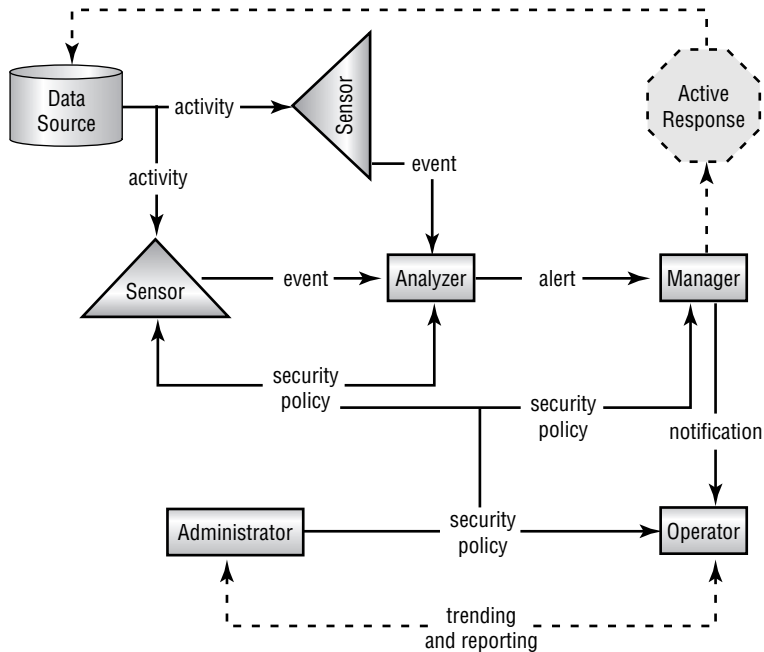 Data
Source
activity
Sensor
Active
Response
activity
event
Sensor
event
Analyzer
alert
Manager
security
policy
security
policy
notification
Administrator
security
policy
Operator
trending
and reporting